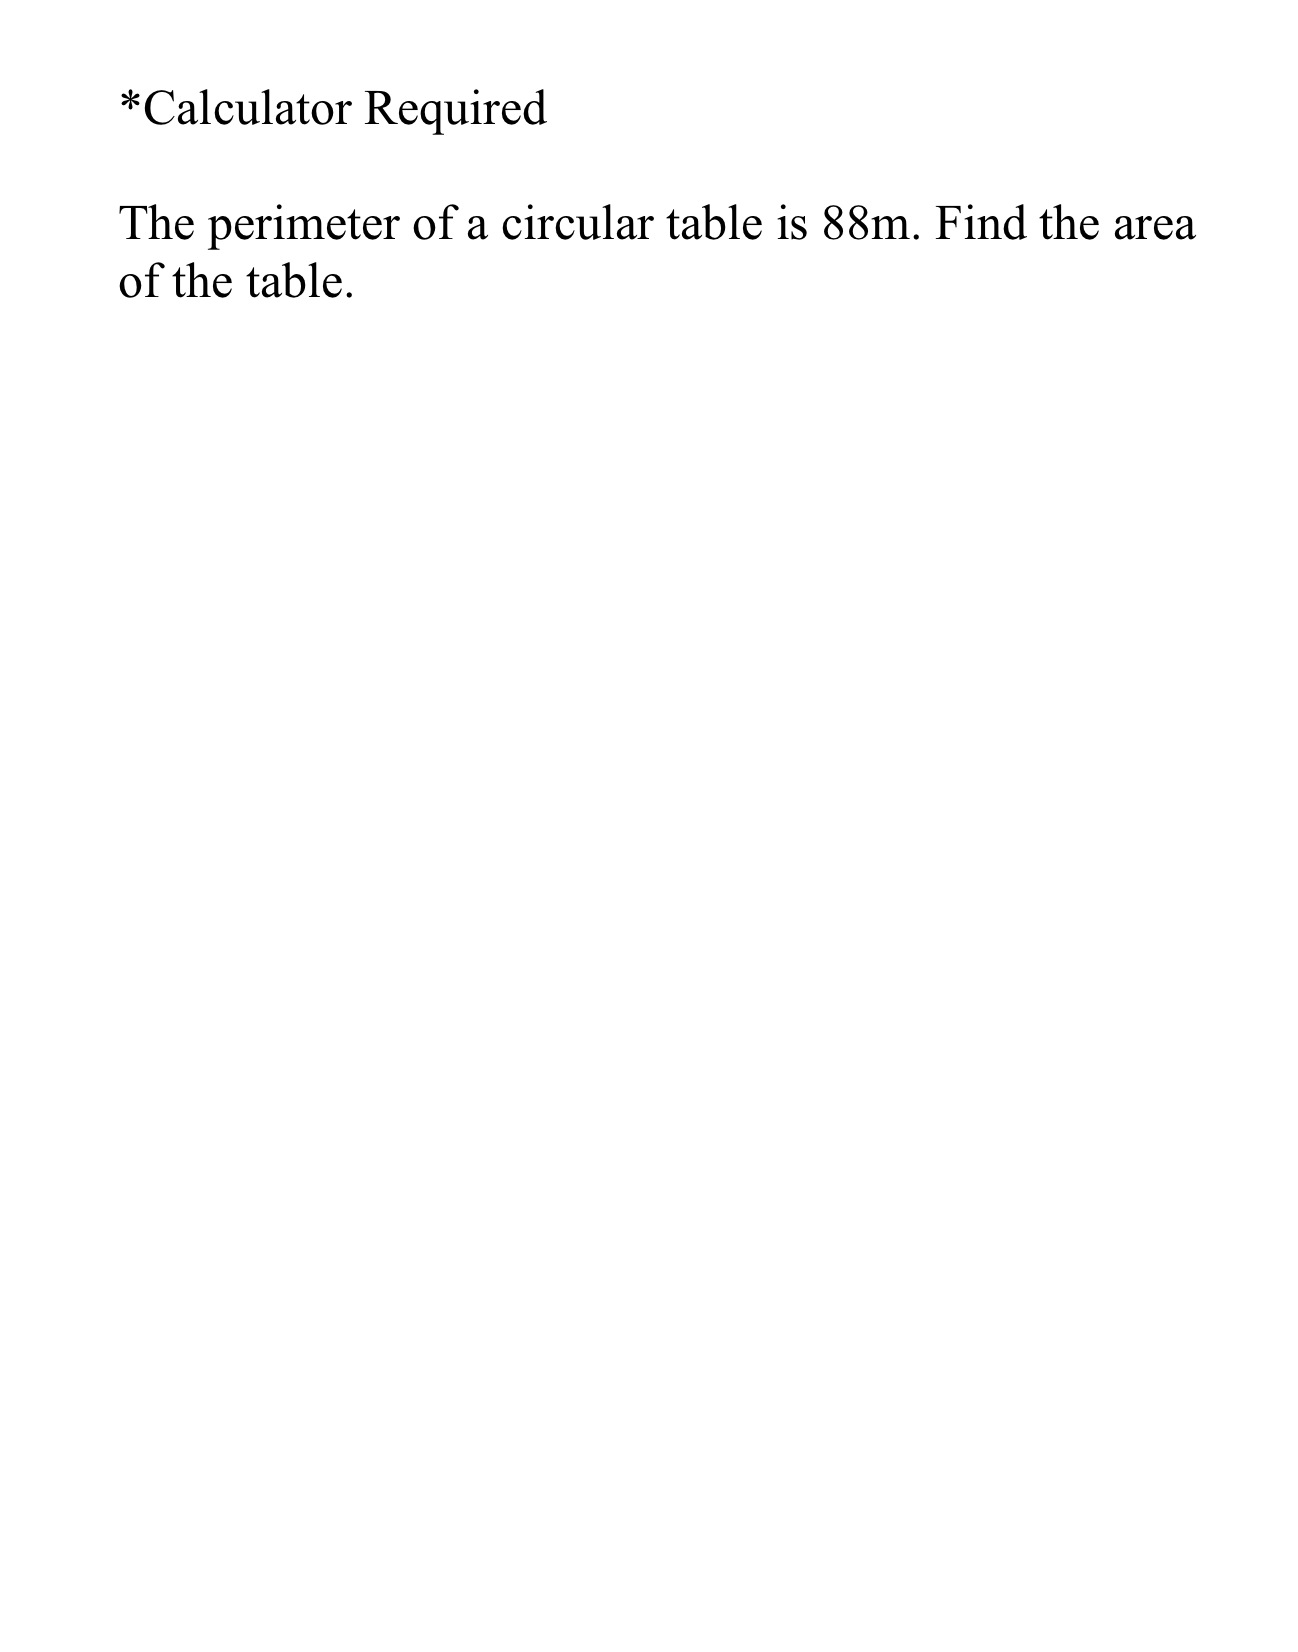 *Calculator Required
The perimeter of a circular table is 88m. Find the area
of the table.